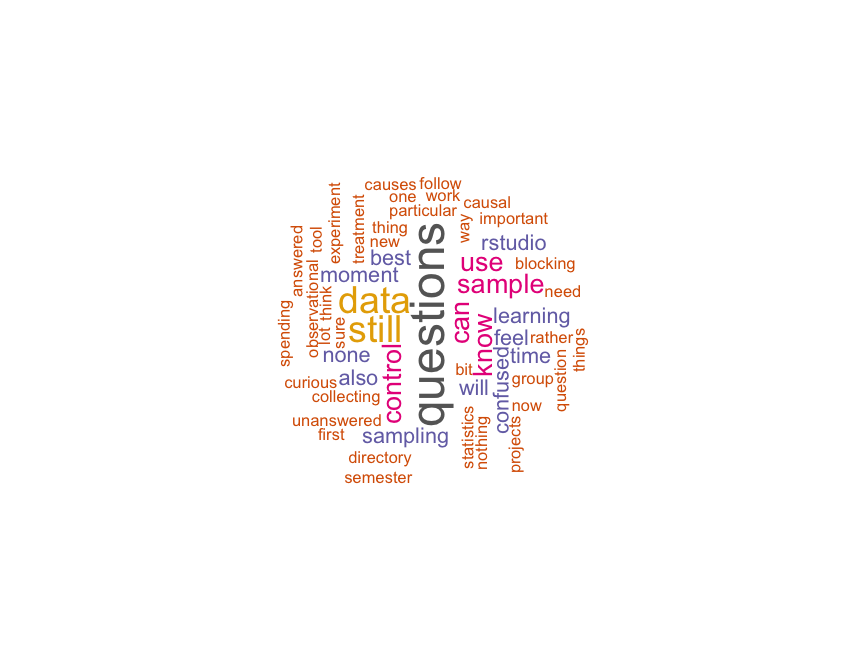 causes
follow
one
work
particular
causal
important
way
thing
new
treatment
experiment
tool
answered
best
moment
rstudio
use
blocking
sample
need
questions
data
still
observational
think
lot
sure
spending
can
know
learning
feel
rather
time
things
none
also
control
curious
collecting
bit
will
confused
group
question
now
unanswered
first
sampling
statistics
nothing
projects
directory
semester